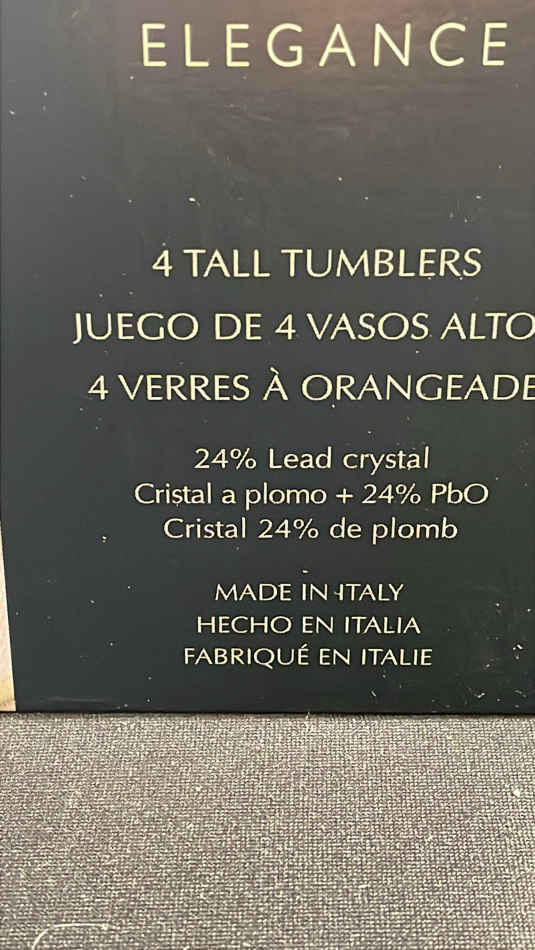 ELEGANCE
4 TALL TUMBLERS
JUEGO DE 4 VASOS ALTO
4 VERRES À ORANGEADE
24% Lead crystal
Cristal a plomo + 24% PbO
Cristal 24% de plomb
MADE IN ITALY
HECHO EN ITALIA
FABRIQUÉ EN ITALIE